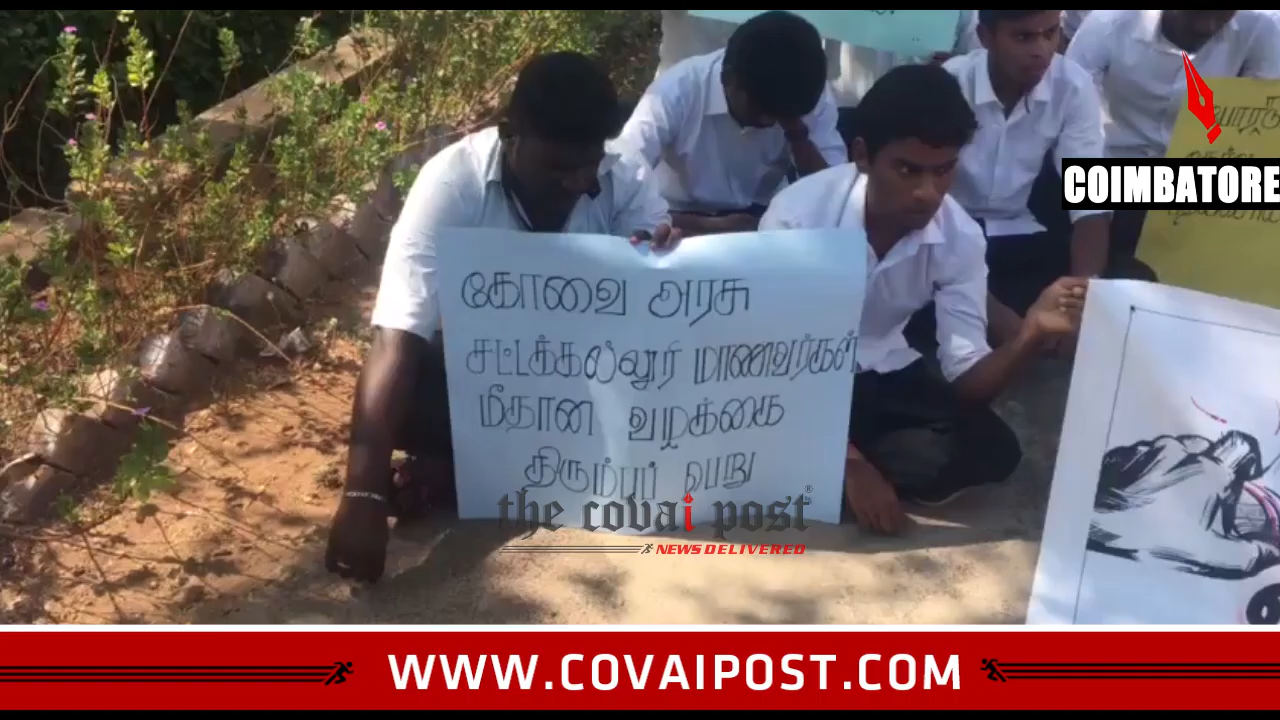 கோவை அரசு
சட்டக்கல்லூரி மாணவர்கள்
மீதான வழக்கை
திரும்பப் பெறு
COIMBATORE
the covai post®
NEWS DELIVERED
WWW.COVAIPOST.COM